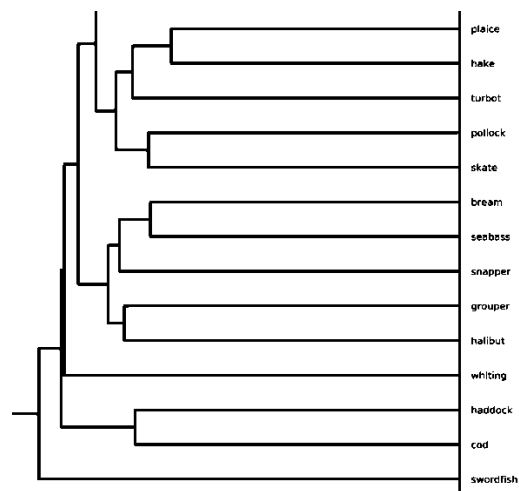 plaice
hake
turbot
pollock
skate
bream
seabass
snapper
grouper
halibut
whiting
haddock
cod
swordfish